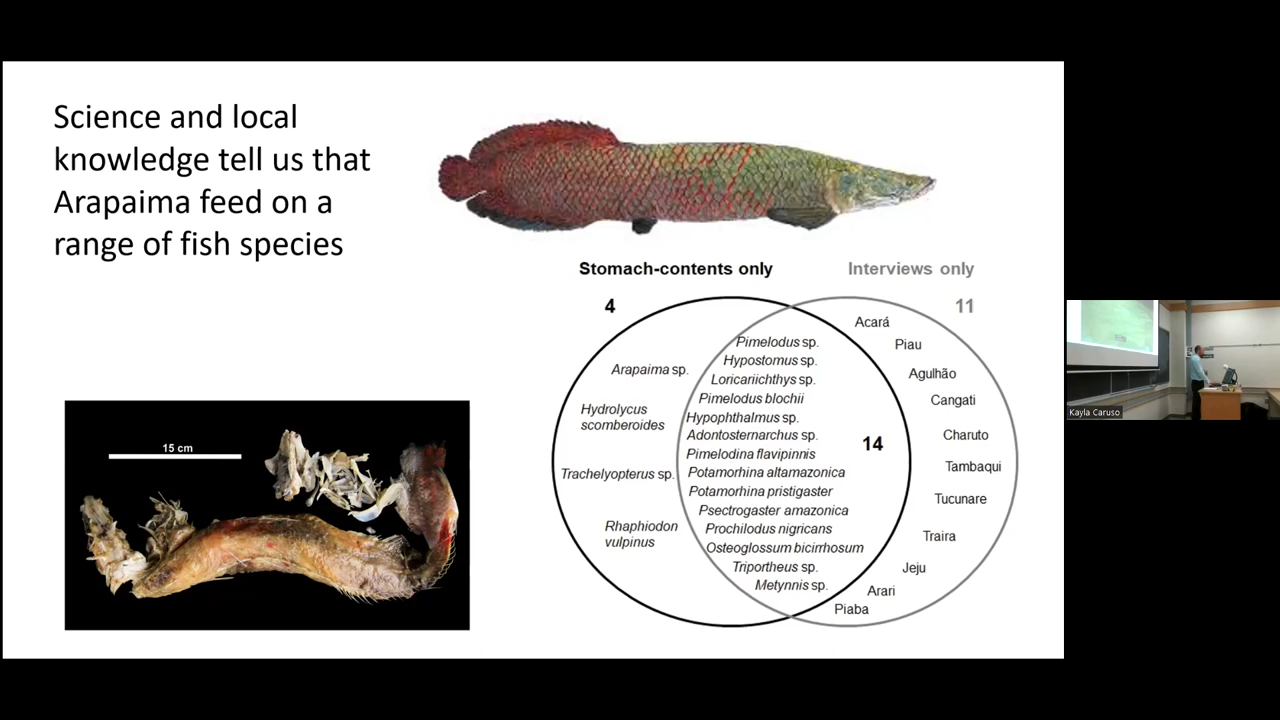 Science and local
knowledge tell us that
Arapaima feed on a
range of fish species
Stomach-contents only
Interviews only
4
11
Arapaima sp.
Hydrolycus
scomberoides
Trachelyopterus sp.
Rhaphiodon
vulpinus
Pimelodus sp.
Hypostomus sp.
Loricariichthys sp.
Pimelodus blochii
Hypophthalmus sp.
Adontosternarchus sp.
Pimelodina flavipinnis
Potamorhina altamazonica
Potamorhina pristigaster
Psectrogaster amazonica
Prochilodus nigricans
Osteoglossum bicirrhosum
Triportheus sp.
Metynnis sp.
14
Acará
Piau
Agulhão
Cangati
Charuto
Tambaqui
Tucunare
Traira
Jeju
Arari
Piaba
15 cm
Kayla Caruso